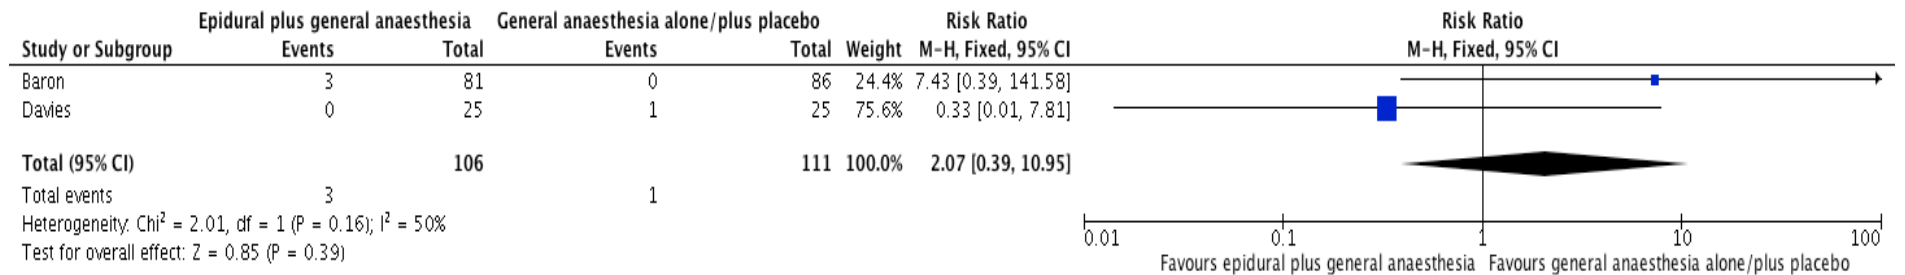 Epidural plus general anaesthesia General anaesthesia alone/plus placebo Risk Ratio Risk Ratio
Study or Subgroup Events Total Events Total Weight M-H, Fixed, 95% CI M-H, Fixed, 95% CI
Baron 3 81 0 86 24.4% 7.43 [0.39, 141.58]
Davies 0 25 1 25 75.6% 0.33 [0.01, 7.81]
Total (95% CI) 106 111 100.0% 2.07 [0.39, 10.95]
Total events 3 1
Heterogeneity: Chi² = 2.01, df = 1 (P = 0.16); I² = 50%
Test for overall effect: Z = 0.85 (P = 0.39)
0.01 0.1 1 10 100
Favours epidural plus general anaesthesia Favours general anaesthesia alone/plus placebo